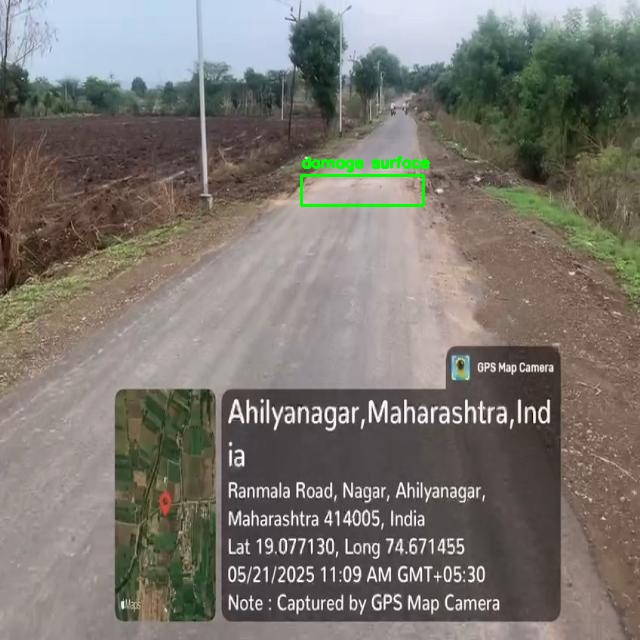 damage surface
GPS Map Camera
Ahilyanagar,Maharashtra,Ind
ia
Ranmala Road, Nagar, Ahilyanagar,
Maharashtra 414005, India
Lat 19.077130, Long 74.671455
05/21/2025 11:09 AM GMT+05:30
Note : Captured by GPS Map Camera
Maps